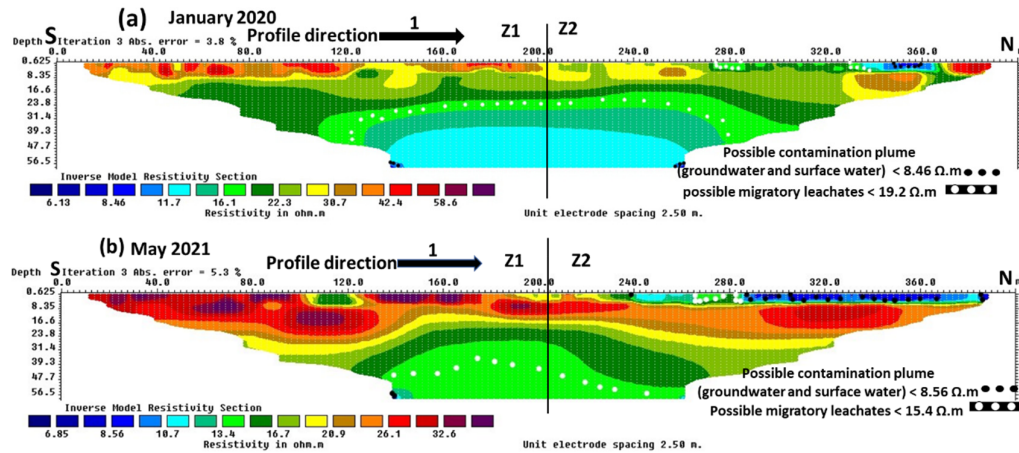 (a) January 2020
Profile direction 1 Z1 Z2
Depth S Iteration 3 Abs. error = 3.8 % N
0.0 40.0 80.0 120.0 160.0 200.0 240.0 280.0 320.0 360.0
0.625
8.35
16.6
23.8
31.4
39.3
47.7
56.5
Possible contamination plume
(groundwater and surface water) < 8.46 Ω.m
possible migratory leachates < 19.2 Ω.m
Inverse Model Resistivity Section
6.13 8.46 11.7 16.1 22.3 30.7 42.4 58.6
Resistivity in ohm.m
Unit electrode spacing 2.50 m.
(b) May 2021
Profile direction 1 Z1 Z2
Depth S Iteration 3 Abs. error = 5.3 % N
0.0 40.0 80.0 120.0 160.0 200.0 240.0 280.0 320.0 360.0 m
0.625
8.35
16.6
23.8
31.4
39.3
47.7
56.5
Possible contamination plume
(groundwater and surface water) < 8.56 Ω.m
Possible migratory leachates < 15.4 Ω.m
Inverse Model Resistivity Section
6.85 8.56 10.7 13.4 16.7 20.9 26.1 32.6
Resistivity in ohm.m
Unit electrode spacing 2.50 m.